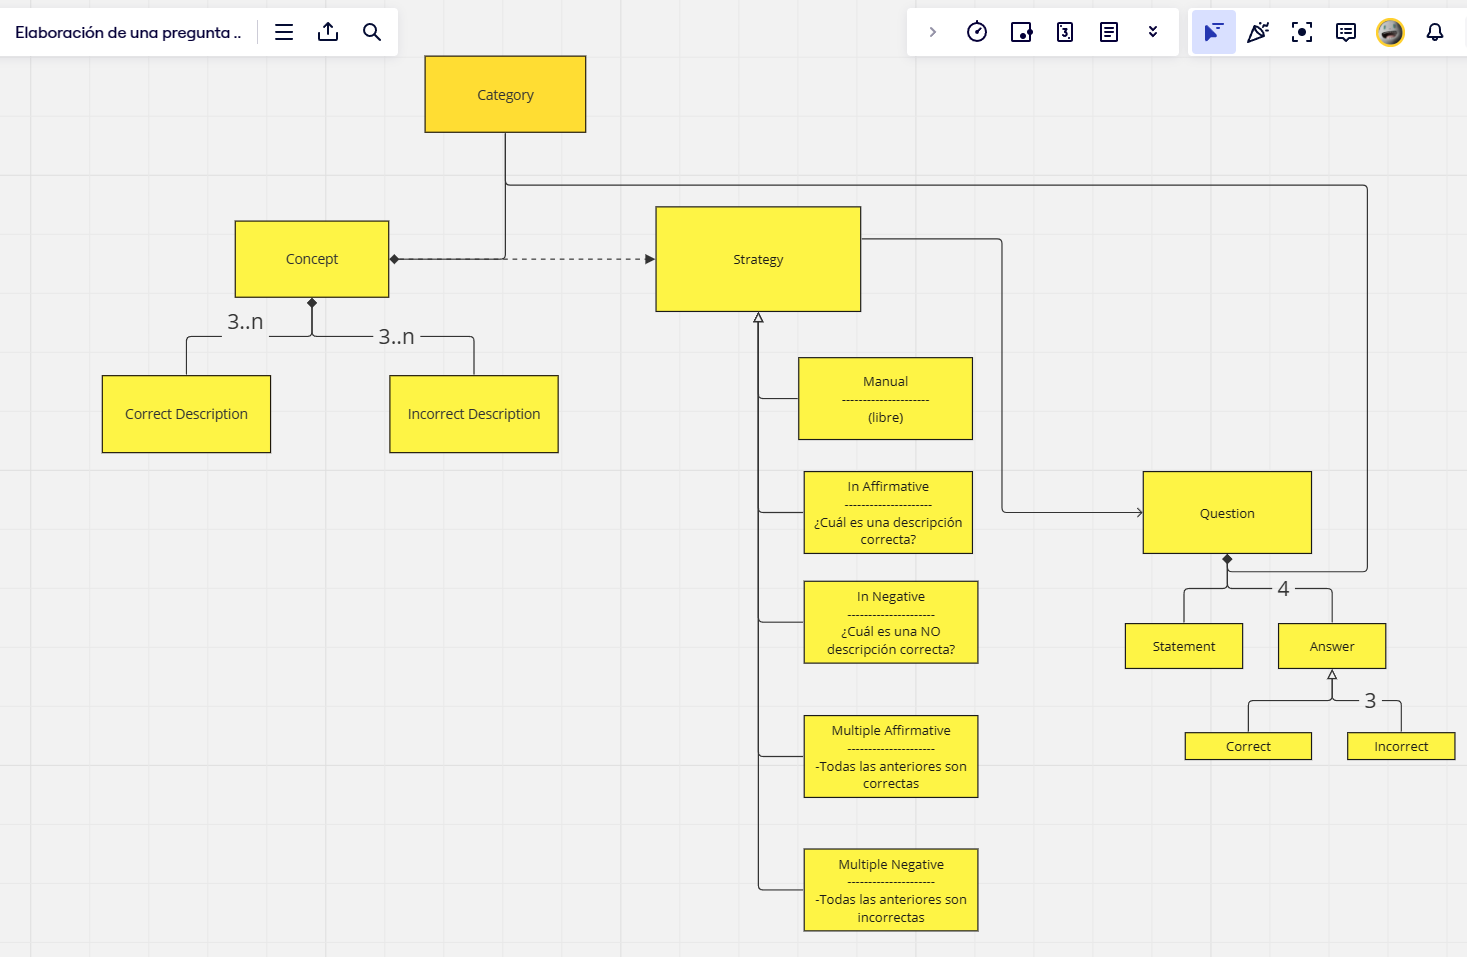 Elaboración de una pregunta ..
3
Category
Concept
Strategy
3..n
3..n
Correct Description
Incorrect Description
Manual
---------------------
(libre)
In Affirmative
---------------------
¿Cuál es una descripción
correcta?
Question
In Negative
---------------------
¿Cuál es una NO
descripción correcta?
4
Statement
Answer
3
Correct
Incorrect
Multiple Affirmative
---------------------
-Todas las anteriores son
correctas
Multiple Negative
---------------------
-Todas las anteriores son
incorrectas